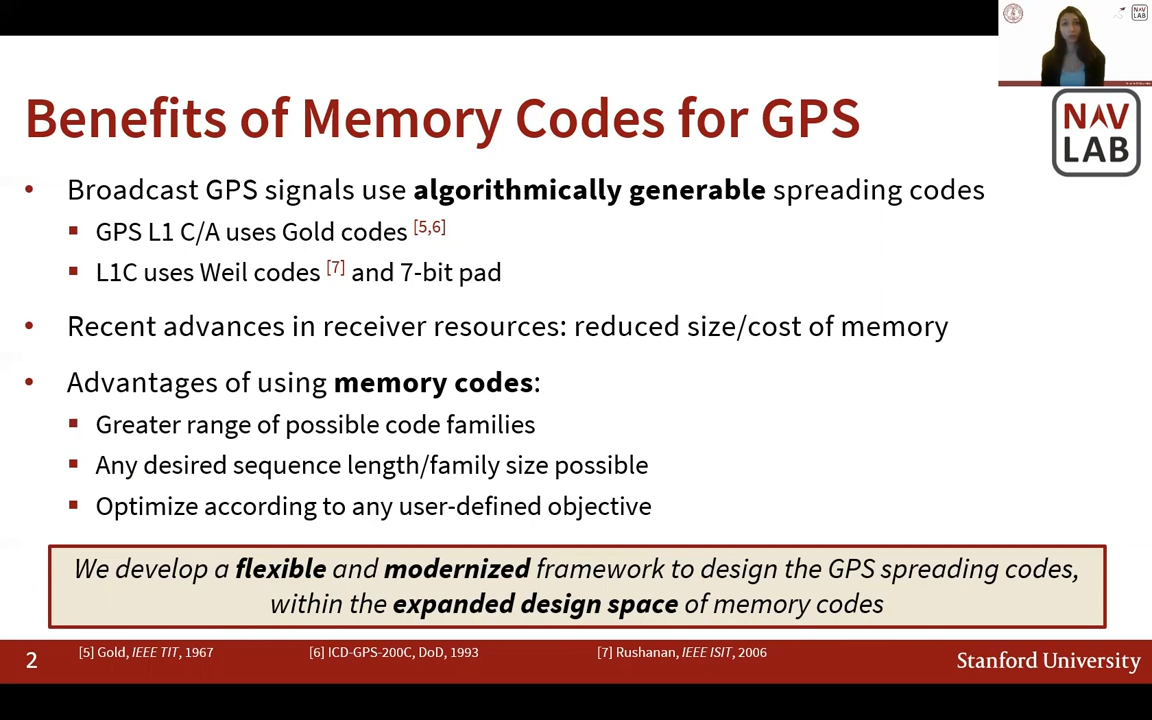 Benefits of Memory Codes for GPS
NAV
LAB
• Broadcast GPS signals use algorithmically generable spreading codes
▪ GPS L1 C/A uses Gold codes [5,6]
▪ L1C uses Weil codes [7] and 7-bit pad
• Recent advances in receiver resources: reduced size/cost of memory
• Advantages of using memory codes:
▪ Greater range of possible code families
▪ Any desired sequence length/family size possible
▪ Optimize according to any user-defined objective
We develop a flexible and modernized framework to design the GPS spreading codes,
within the expanded design space of memory codes
2
[5] Gold, IEEE TIT, 1967
[6] ICD-GPS-200C, DoD, 1993
[7] Rushanan, IEEE ISIT, 2006
Stanford University